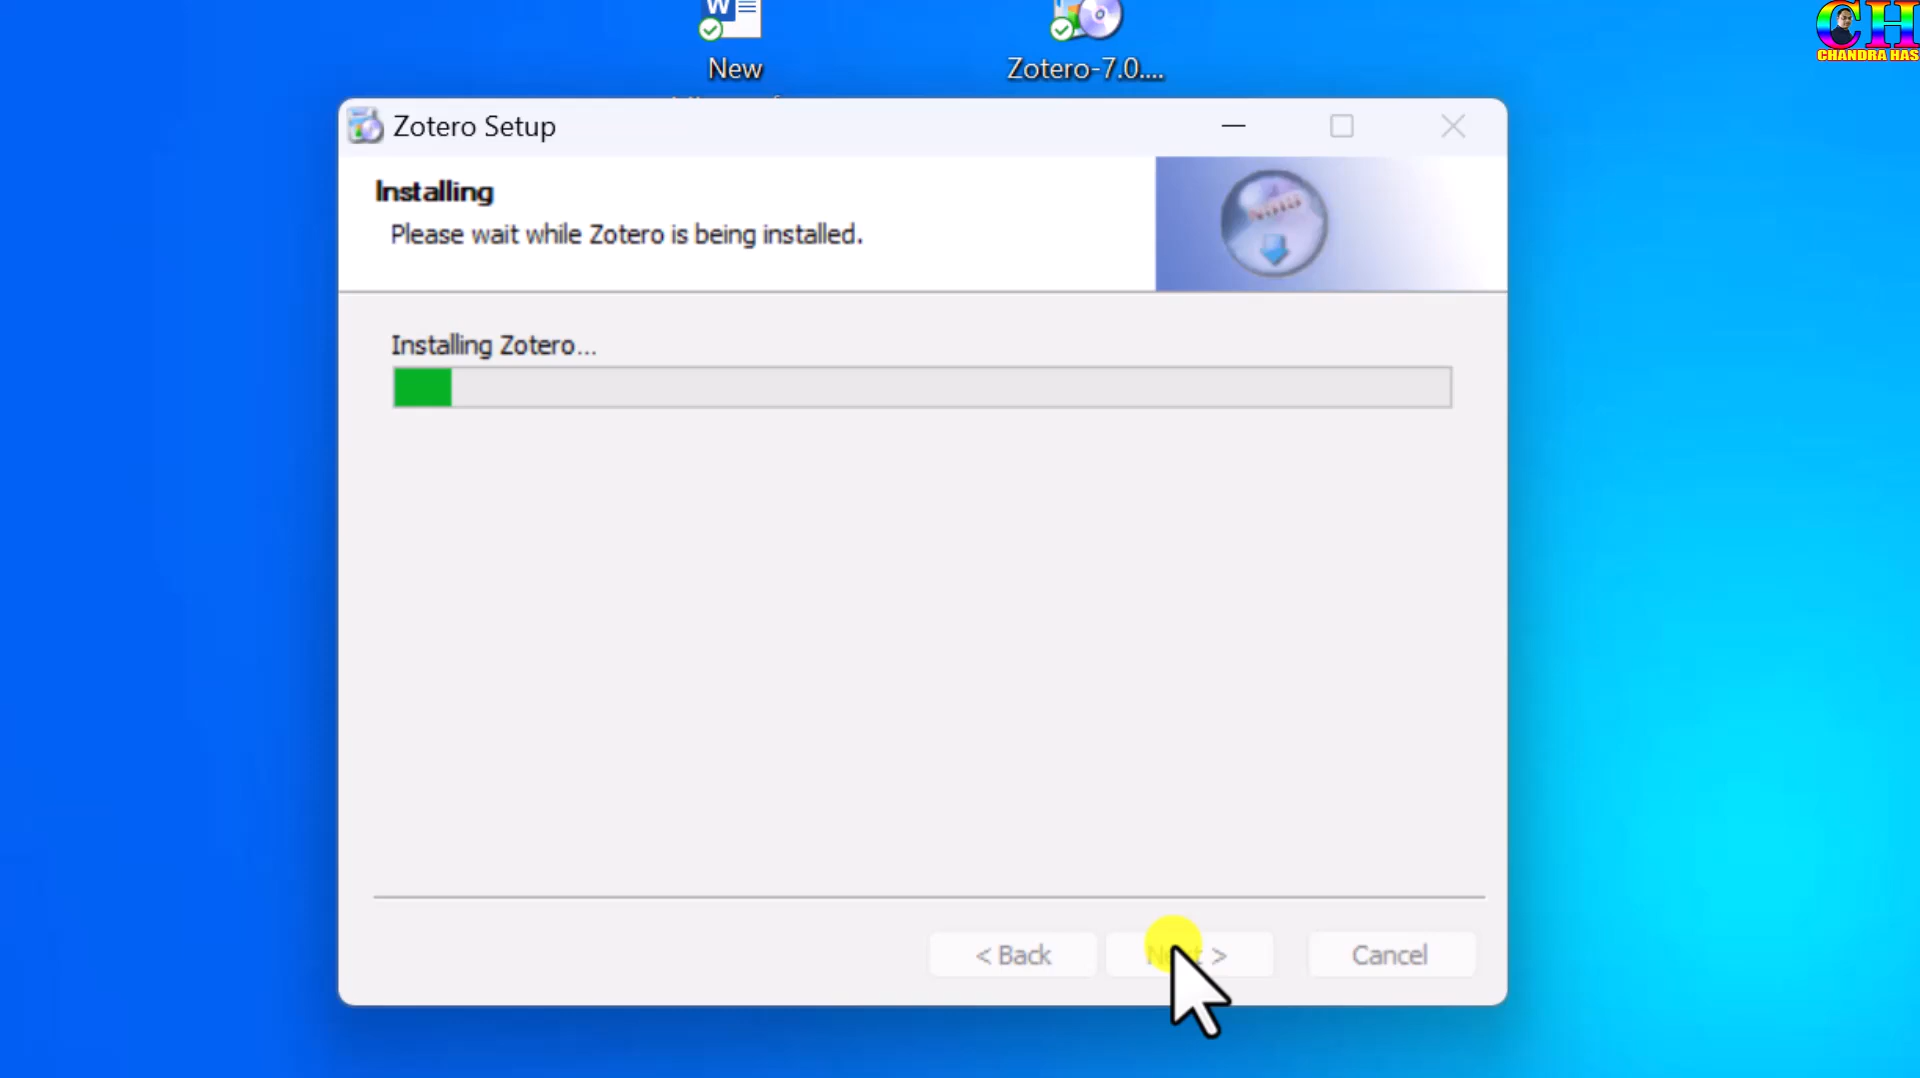 CH
CHANDRA HAS
W
New
Zotero-7.0....
Zotero Setup
Installing
Please wait while Zotero is being installed.
Installing Zotero...
< Back
>
Cancel